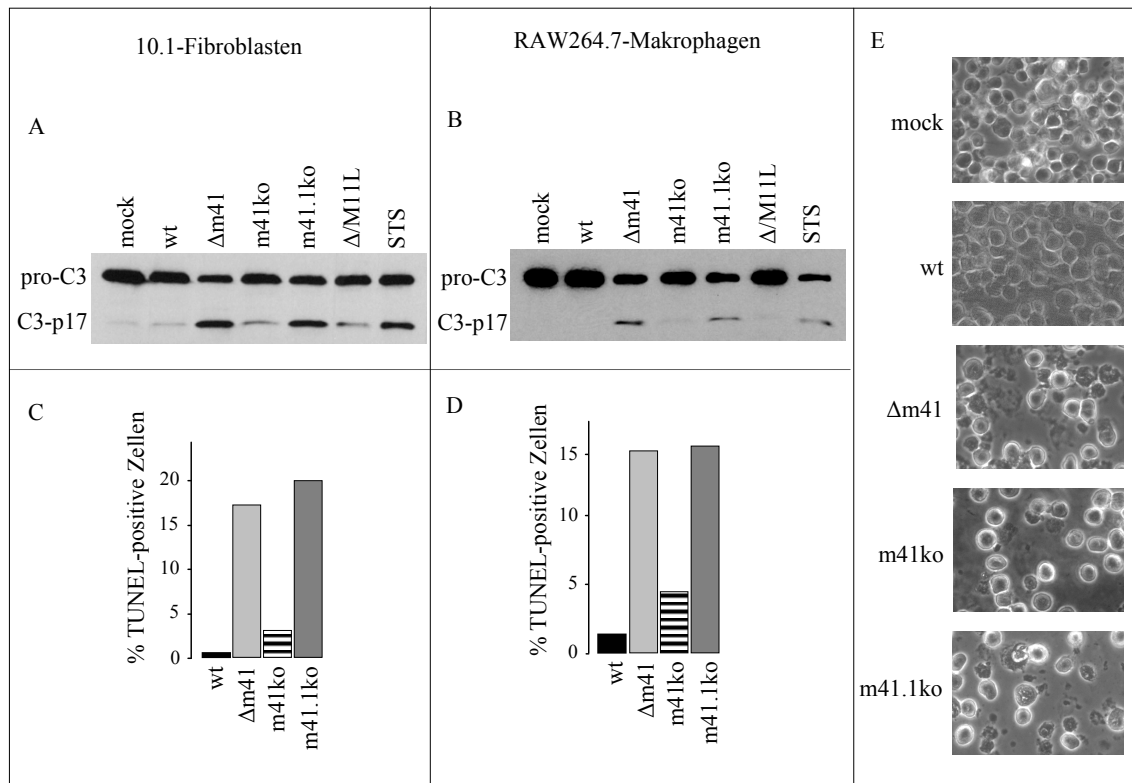 10.1-Fibroblasten
RAW264.7-Makrophagen
A
mock
wt
Δm41
m41ko
m41.1ko
Δ/M11L
STS
pro-C3
C3-p17
B
mock
wt
Δm41
m41ko
m41.1ko
Δ/M11L
STS
pro-C3
C3-p17
C
% TUNEL-positive Zellen
20
15
10
5
0
wt
Δm41
m41ko
m41.1ko
D
% TUNEL-positive Zellen
15
10
5
0
wt
Δm41
m41ko
m41.1ko
E
mock
wt
Δm41
m41ko
m41.1ko